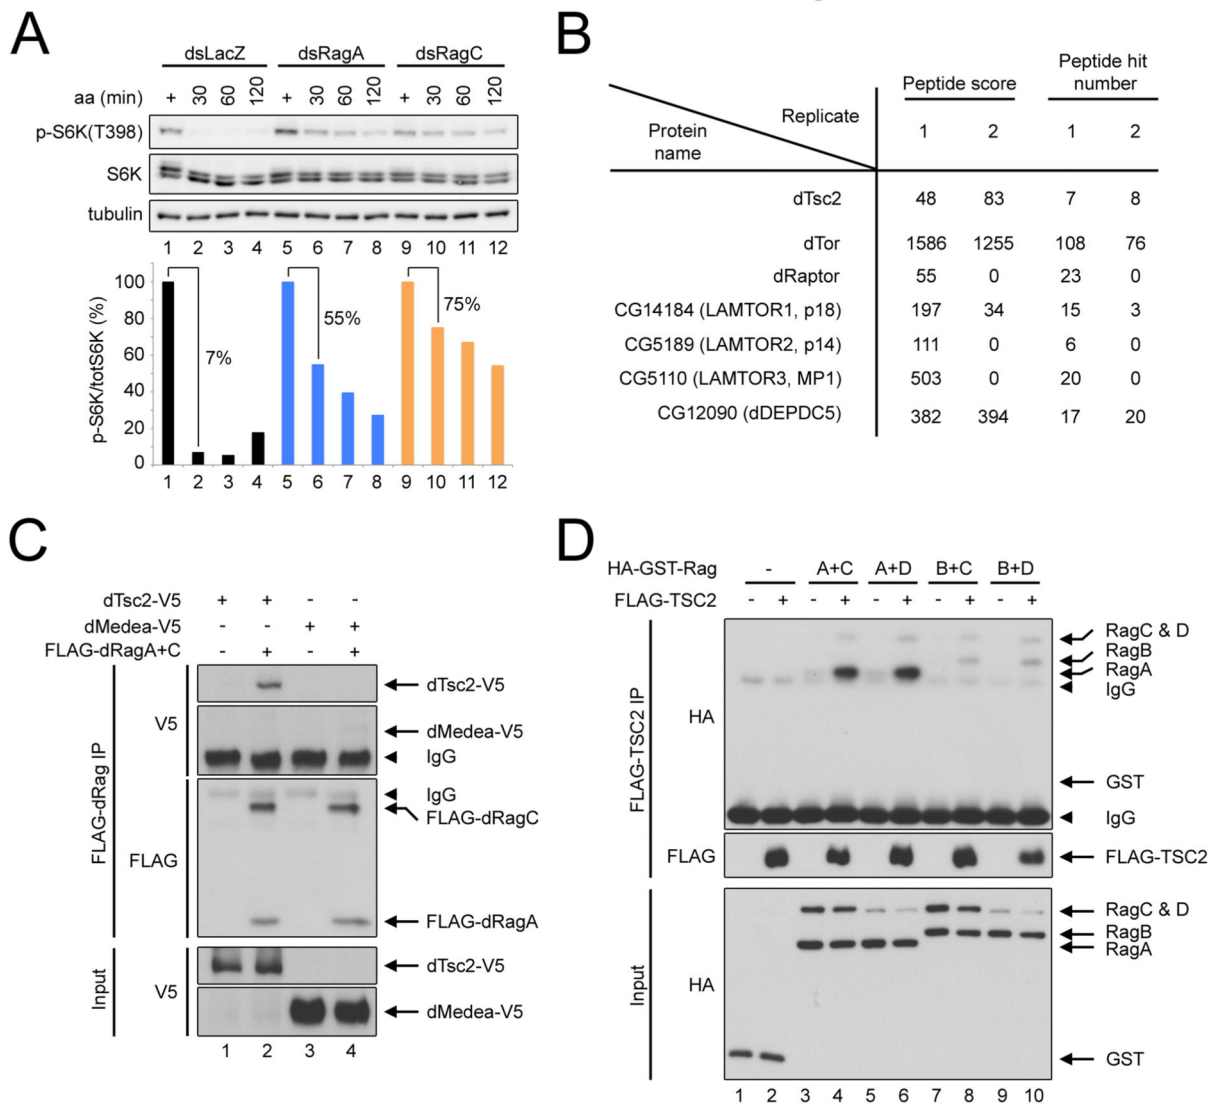 A
dsLacZ dsRagA dsRagC
aa (min) + 30 60 120 + 30 60 120 + 30 60 120
p-S6K(T398)
S6K
tubulin
1 2 3 4 5 6 7 8 9 10 11 12
p-S6K/totS6K (%)
100
80
60
40
20
0
7%
55%
75%
1 2 3 4 5 6 7 8 9 10 11 12
B
Peptide score Peptide hit number
Replicate 1 2 1 2
Protein name
dTsc2 48 83 7 8
dTor 1586 1255 108 76
dRaptor 55 0 23 0
CG14184 (LAMTOR1, p18) 197 34 15 3
CG5189 (LAMTOR2, p14) 111 0 6 0
CG5110 (LAMTOR3, MP1) 503 0 20 0
CG12090 (dDEPDC5) 382 394 17 20
C
dTsc2-V5 + + - -
dMedea-V5 - - + +
FLAG-dRagA+C - + - +
FLAG-dRag IP
V5
dTsc2-V5
dMedea-V5
IgG
FLAG
IgG
FLAG-dRagC
FLAG-dRagA
Input
V5
dTsc2-V5
dMedea-V5
1 2 3 4
D
HA-GST-Rag - A+C A+D B+C B+D
FLAG-TSC2 - + - + - + - + - +
FLAG-TSC2 IP
HA
RagC & D
RagB
RagA
IgG
GST
IgG
FLAG
FLAG-TSC2
Input
HA
RagC & D
RagB
RagA
GST
1 2 3 4 5 6 7 8 9 10